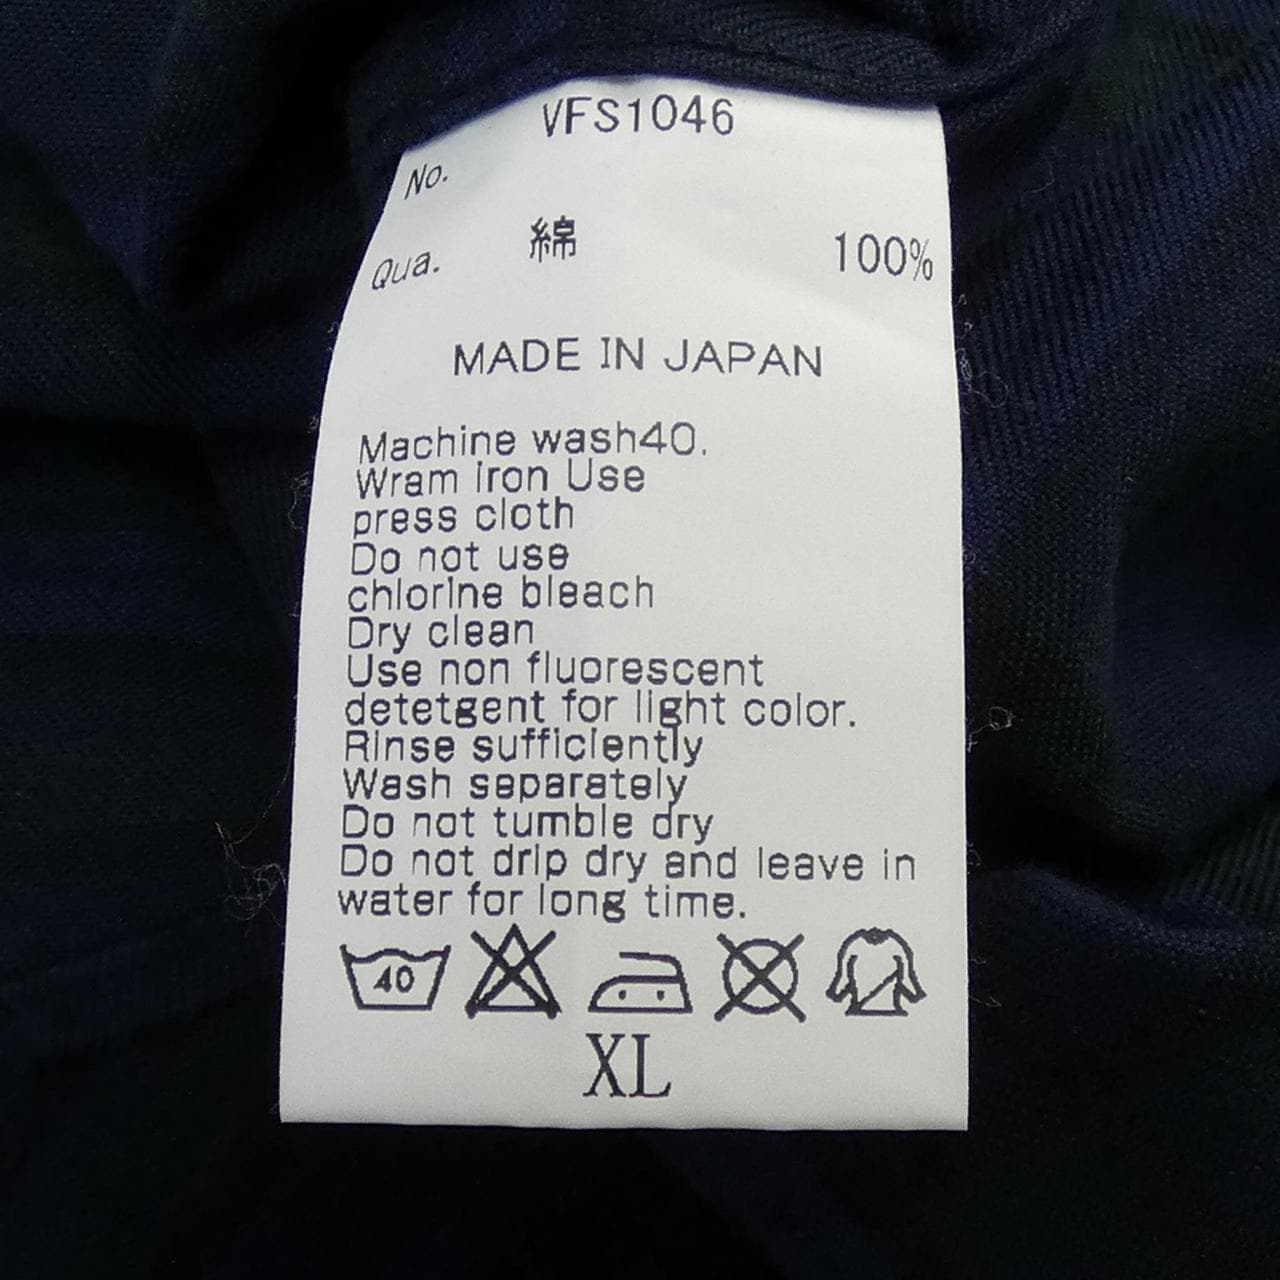 VFS1046
No.
Qua. 綿 100%
MADE IN JAPAN
Machine wash40.
Wram iron Use
press cloth
Do not use
chlorine bleach
Dry clean
Use non fluorescent
detetgent for light color.
Rinse sufficiently
Wash separately
Do not tumble dry
Do not drip dry and leave in
water for long time.
40
XL